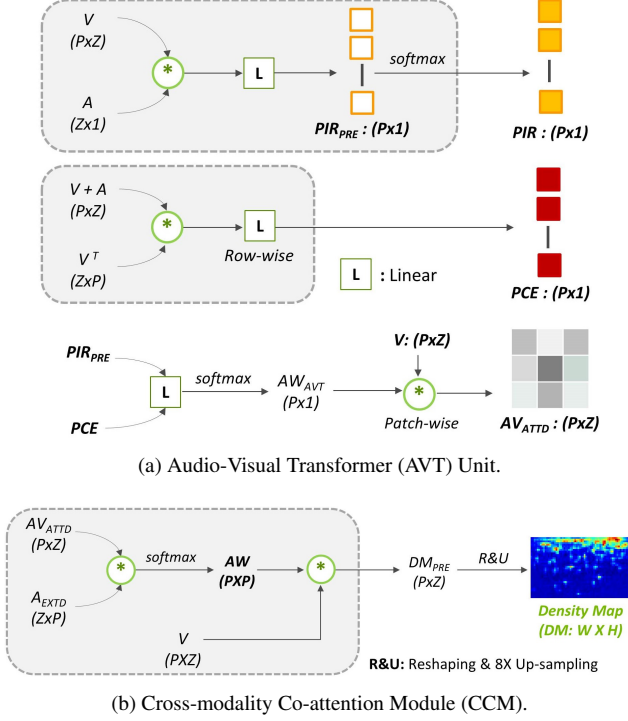 V
(PxZ)
*
L
softmax
A
(Zx1)
PIR_PRE : (Px1)
PIR : (Px1)
V + A
(PxZ)
*
L
V^T
(ZxP)
Row-wise
L : Linear
PCE : (Px1)
PIR_PRE
V: (PxZ)
L
softmax
AW_AVT
(Px1)
*
PCE
Patch-wise
AV_ATTD : (PxZ)
(a) Audio-Visual Transformer (AVT) Unit.
AV_ATTD
(PxZ)
*
softmax
AW
(PXP)
*
DM_PRE
(PxZ)
R&U
A_EXTD
(ZxP)
V
(PXZ)
Density Map
(DM: W X H)
R&U: Reshaping & 8X Up-sampling
(b) Cross-modality Co-attention Module (CCM).